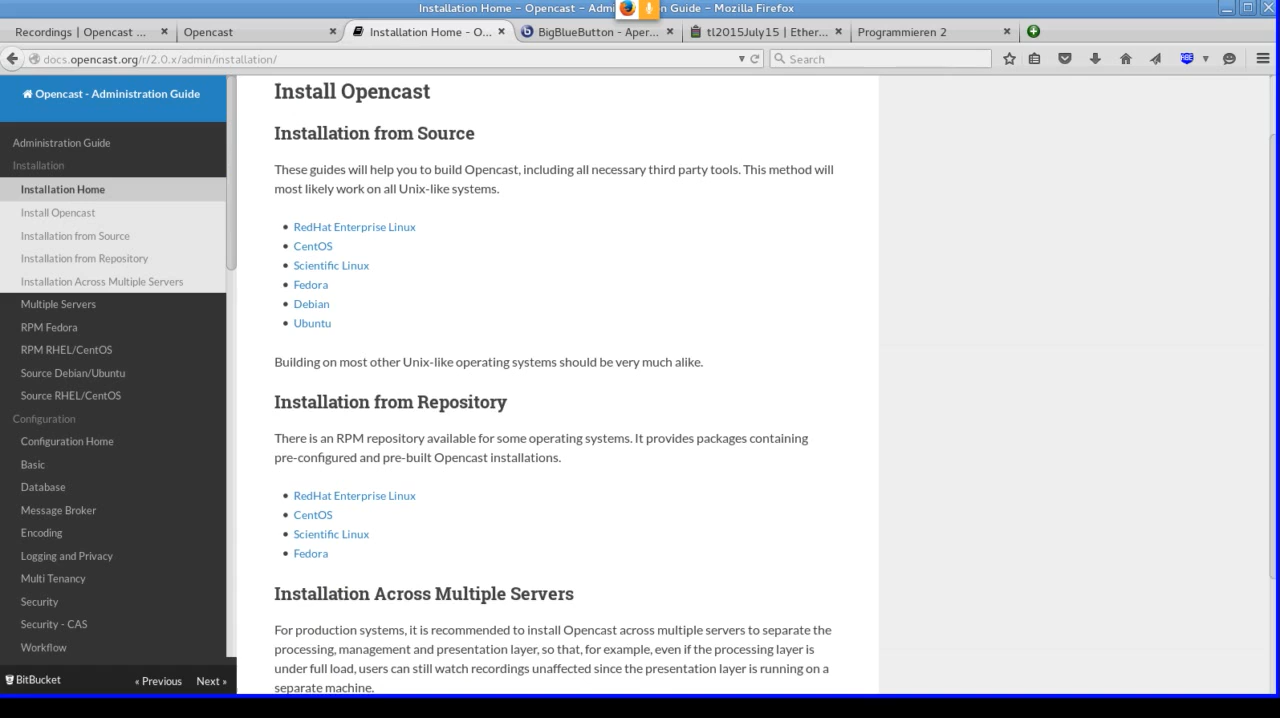 Installation Home – Opencast – Admi Guide – Mozilla Firefox
Recordings | Opencast ... × Opencast × Installation Home - O... × BigBlueButton - Aper... × tl2015July15 | Ether... × Programmieren 2 ×
docs.opencast.org/r/2.0.x/admin/installation/ Search
Opencast - Administration Guide
Administration Guide
Installation
Installation Home
Install Opencast
Installation from Source
Installation from Repository
Installation Across Multiple Servers
Multiple Servers
RPM Fedora
RPM RHEL/CentOS
Source Debian/Ubuntu
Source RHEL/CentOS
Configuration
Configuration Home
Basic
Database
Message Broker
Encoding
Logging and Privacy
Multi Tenancy
Security
Security - CAS
Workflow
BitBucket « Previous Next »
Install Opencast
Installation from Source
These guides will help you to build Opencast, including all necessary third party tools. This method will
most likely work on all Unix-like systems.
• RedHat Enterprise Linux
• CentOS
• Scientific Linux
• Fedora
• Debian
• Ubuntu
Building on most other Unix-like operating systems should be very much alike.
Installation from Repository
There is an RPM repository available for some operating systems. It provides packages containing
pre-configured and pre-built Opencast installations.
• RedHat Enterprise Linux
• CentOS
• Scientific Linux
• Fedora
Installation Across Multiple Servers
For production systems, it is recommended to install Opencast across multiple servers to separate the
processing, management and presentation layer, so that, for example, even if the processing layer is
under full load, users can still watch recordings unaffected since the presentation layer is running on a
separate machine.